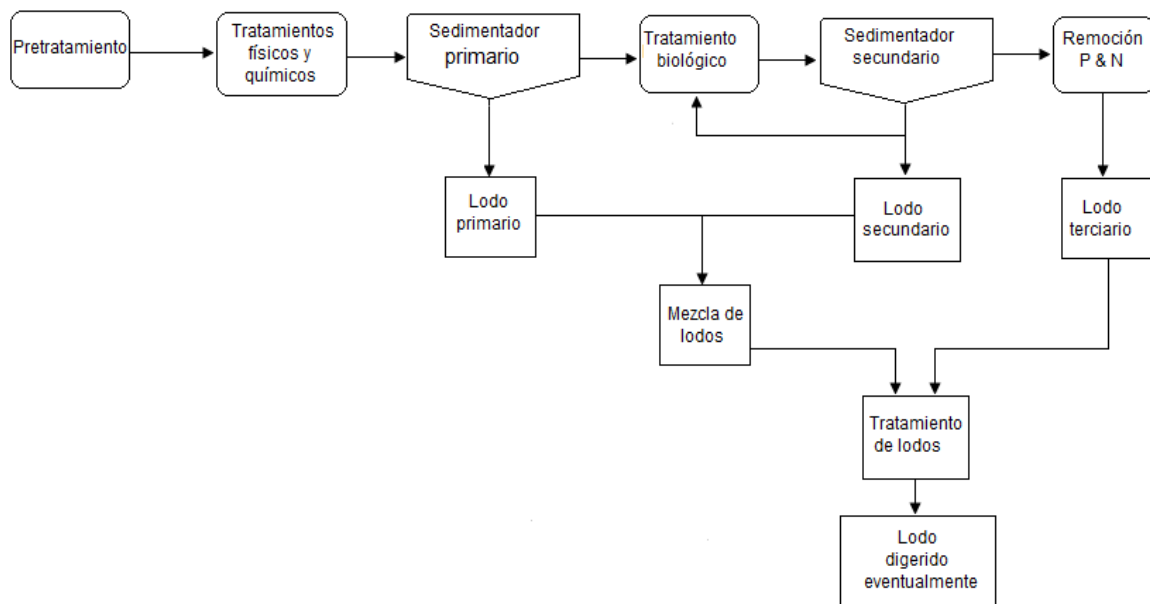 Pretratamiento
Tratamientos
físicos y
químicos
Sedimentador
primario
Tratamiento
biológico
Sedimentador
secundario
Remoción
P & N
Lodo
primario
Lodo
secundario
Lodo
terciario
Mezcla de
lodos
Tratamiento
de lodos
Lodo
digerido
eventualmente